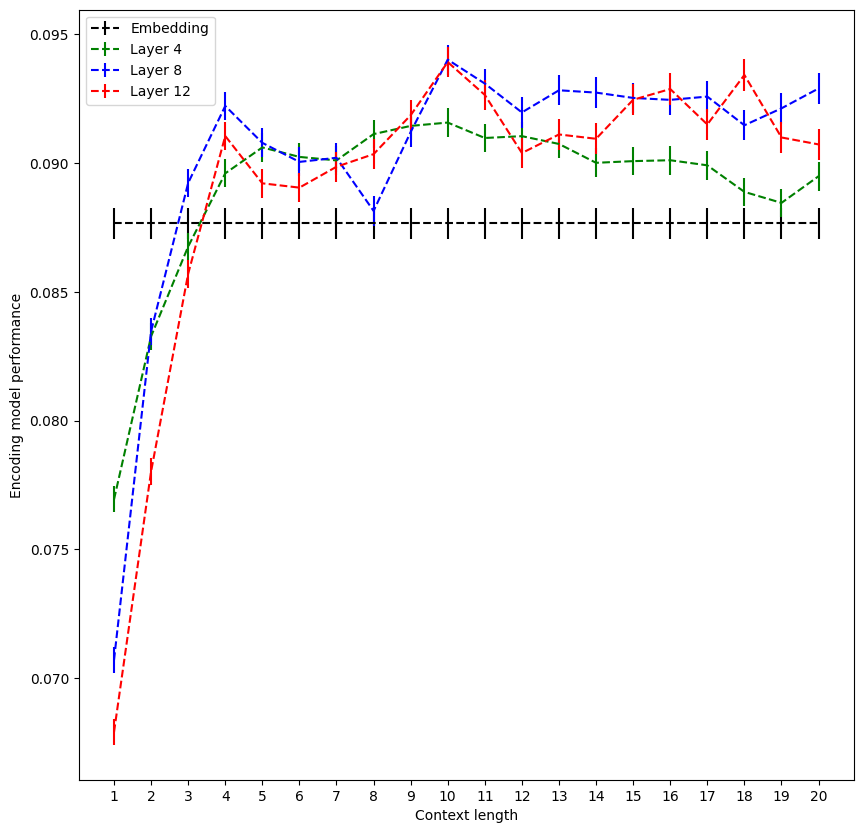 Embedding
Layer 4
Layer 8
Layer 12
0.095
0.090
0.085
0.080
0.075
0.070
Encoding model performance
1 2 3 4 5 6 7 8 9 10 11 12 13 14 15 16 17 18 19 20
Context length